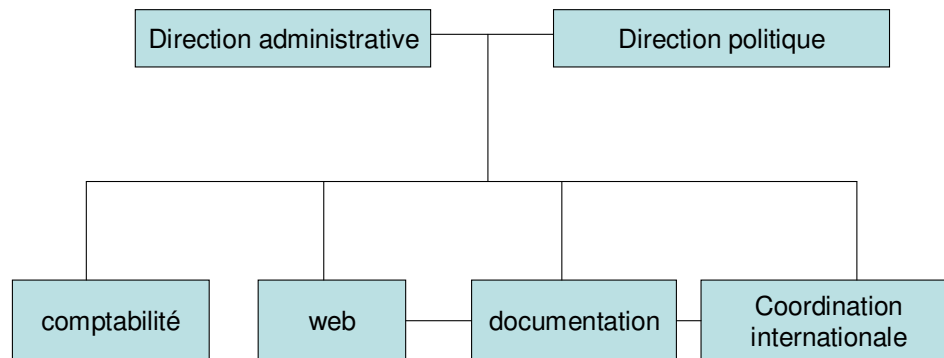 Direction administrative
Direction politique
comptabilité
web
documentation
Coordination
internationale